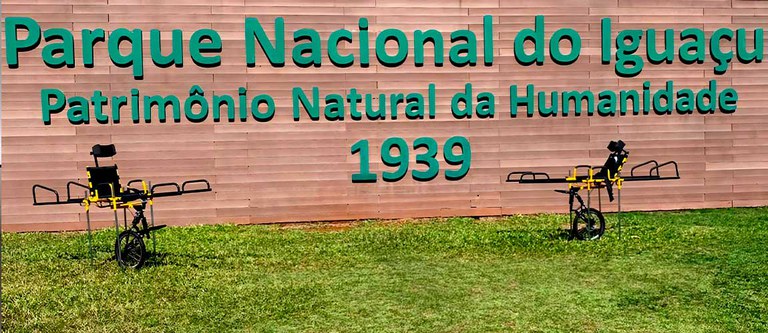 Parque Nacional do Iguaçu
Patrimônio Natural da Humanidade
1939